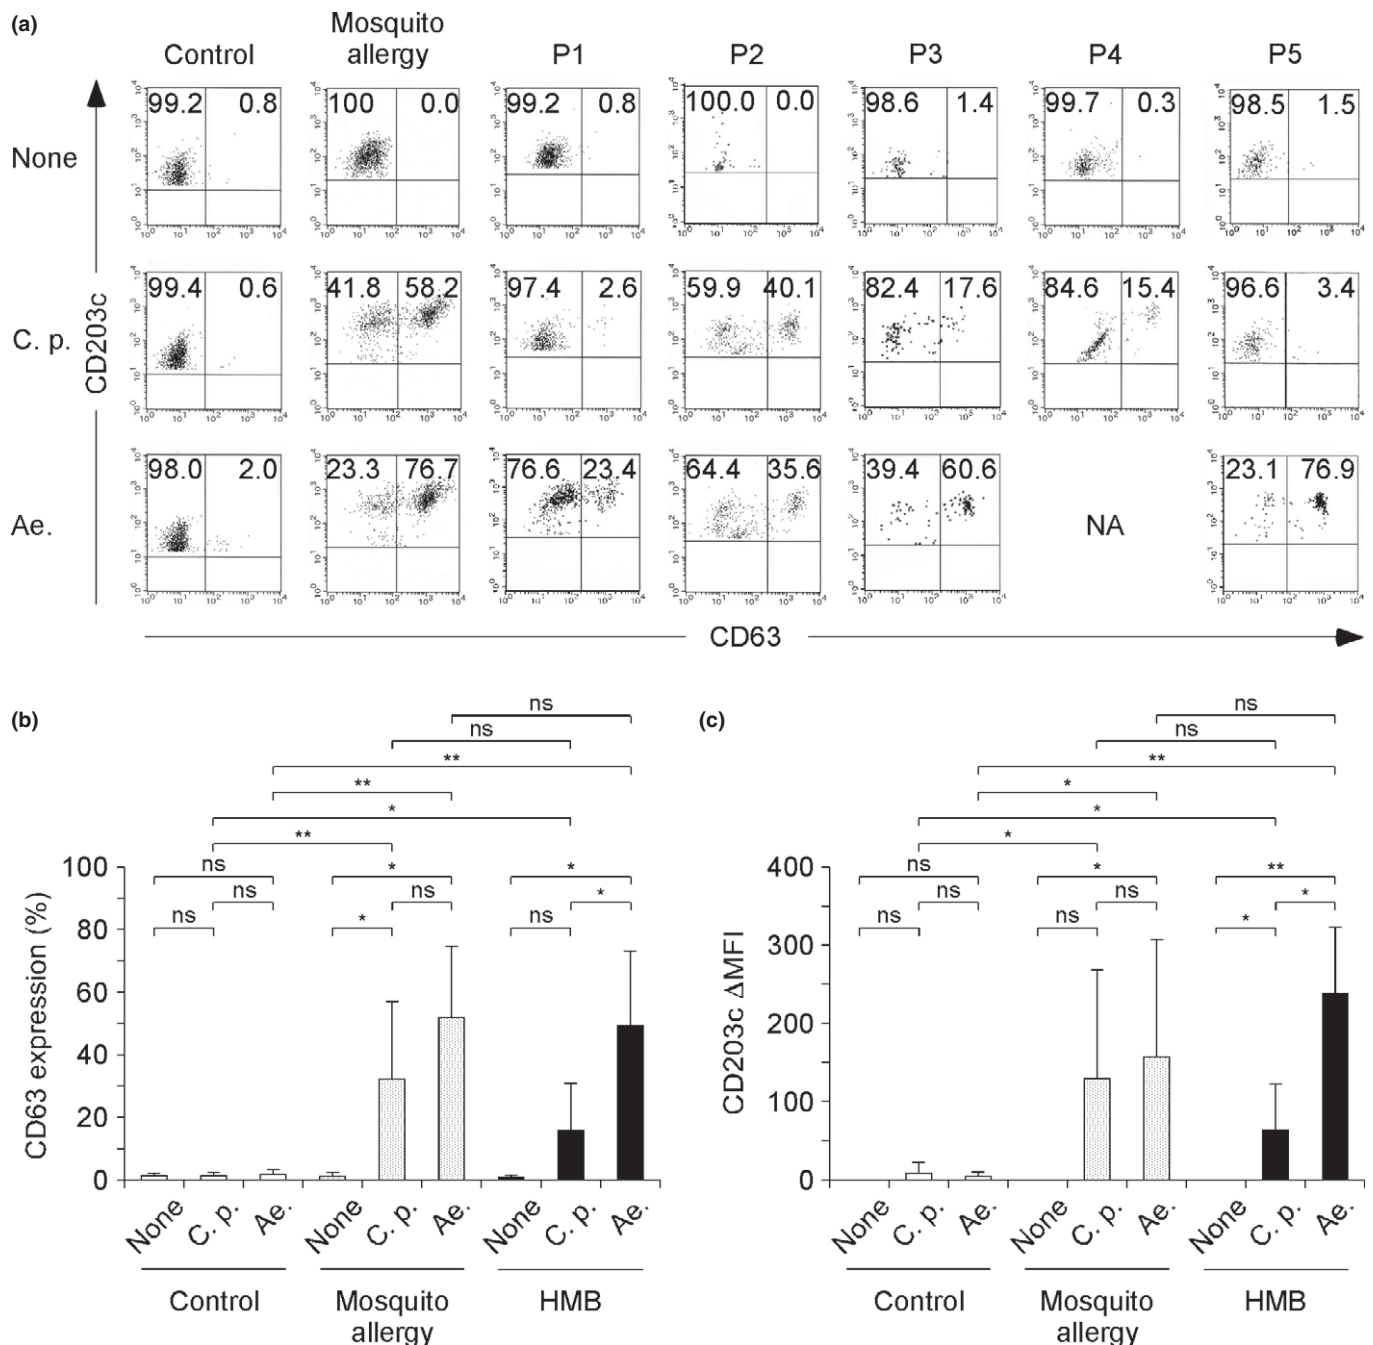 (a)
Control
Mosquito
allergy
P1
P2
P3
P4
P5
CD203c
CD63
None
99.2 0.8
100 0.0
99.2 0.8
100.0 0.0
98.6 1.4
99.7 0.3
98.5 1.5
C. p.
99.4 0.6
41.8 58.2
97.4 2.6
59.9 40.1
82.4 17.6
84.6 15.4
96.6 3.4
Ae.
98.0 2.0
23.3 76.7
76.6 23.4
64.4 35.6
39.4 60.6
NA
23.1 76.9
(b)
ns
ns
**
**
*
**
ns * *
ns ns *
ns * ns
CD63 expression (%)
100
80
60
40
20
0
None C. p. Ae. None C. p. Ae. None C. p. Ae.
Control
Mosquito
allergy
HMB
(c)
ns
ns
**
*
*
*
ns * **
ns ns *
ns ns *
CD203c ΔMFI
400
300
200
100
0
None C. p. Ae. None C. p. Ae. None C. p. Ae.
Control
Mosquito
allergy
HMB